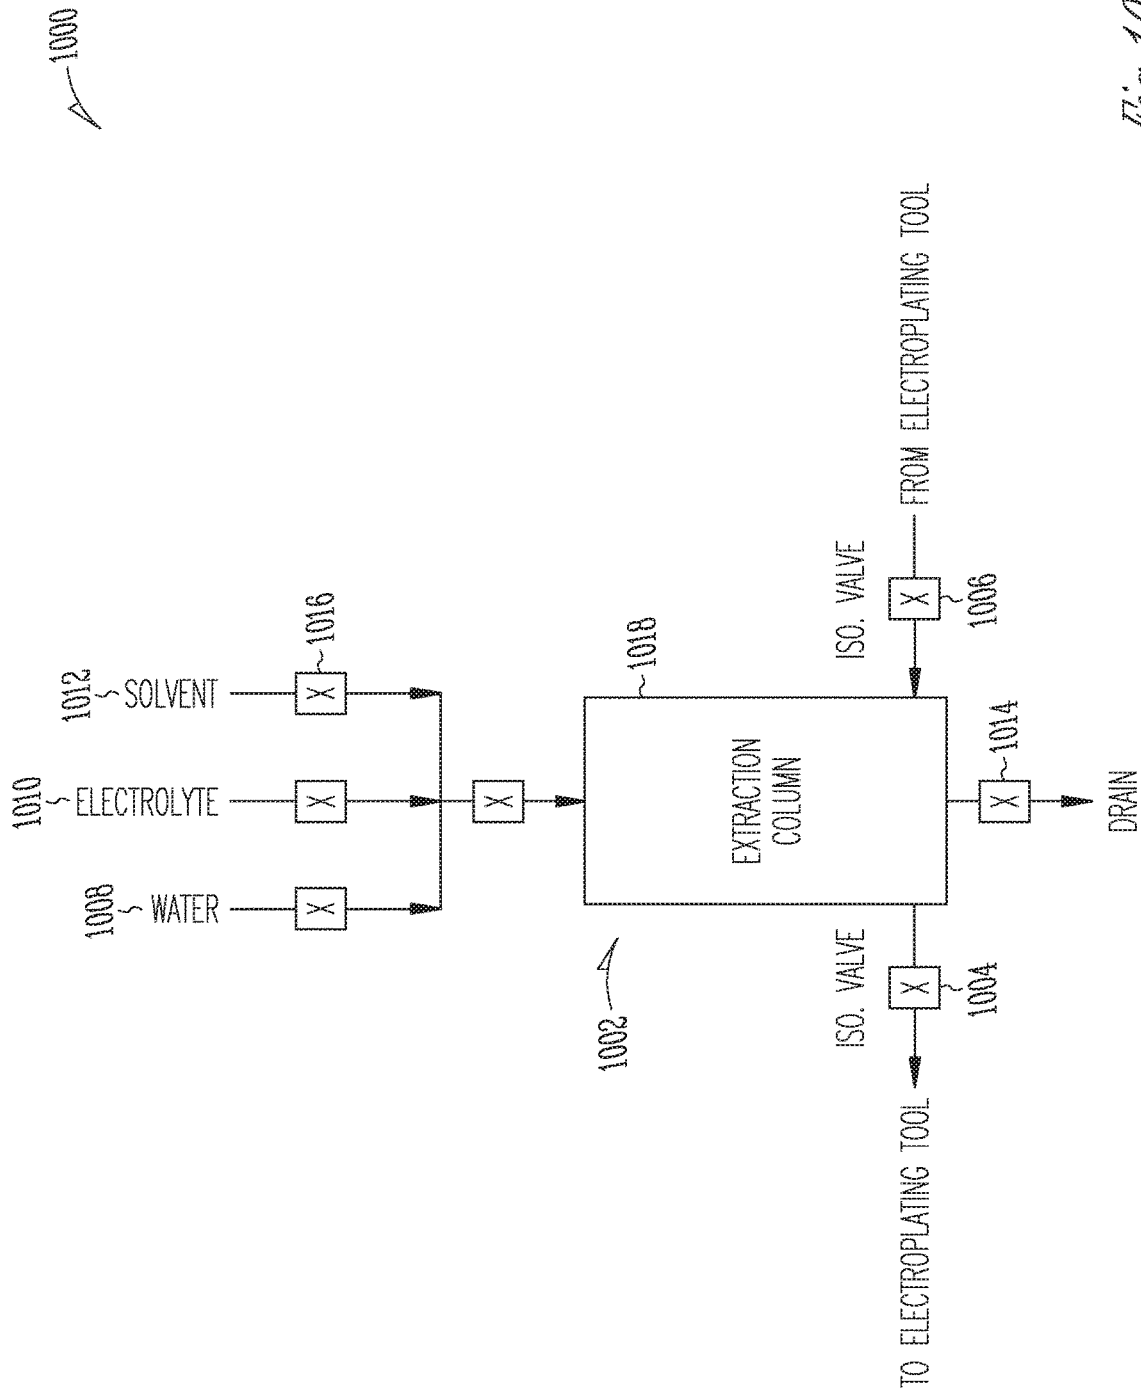 1000
1012
SOLVENT
1016
1010
ELECTROLYTE
1008
WATER
1002
EXTRACTION
COLUMN
1018
ISO. VALVE
1004
TO ELECTROPLATING TOOL
ISO. VALVE
1006
FROM ELECTROPLATING TOOL
1014
DRAIN